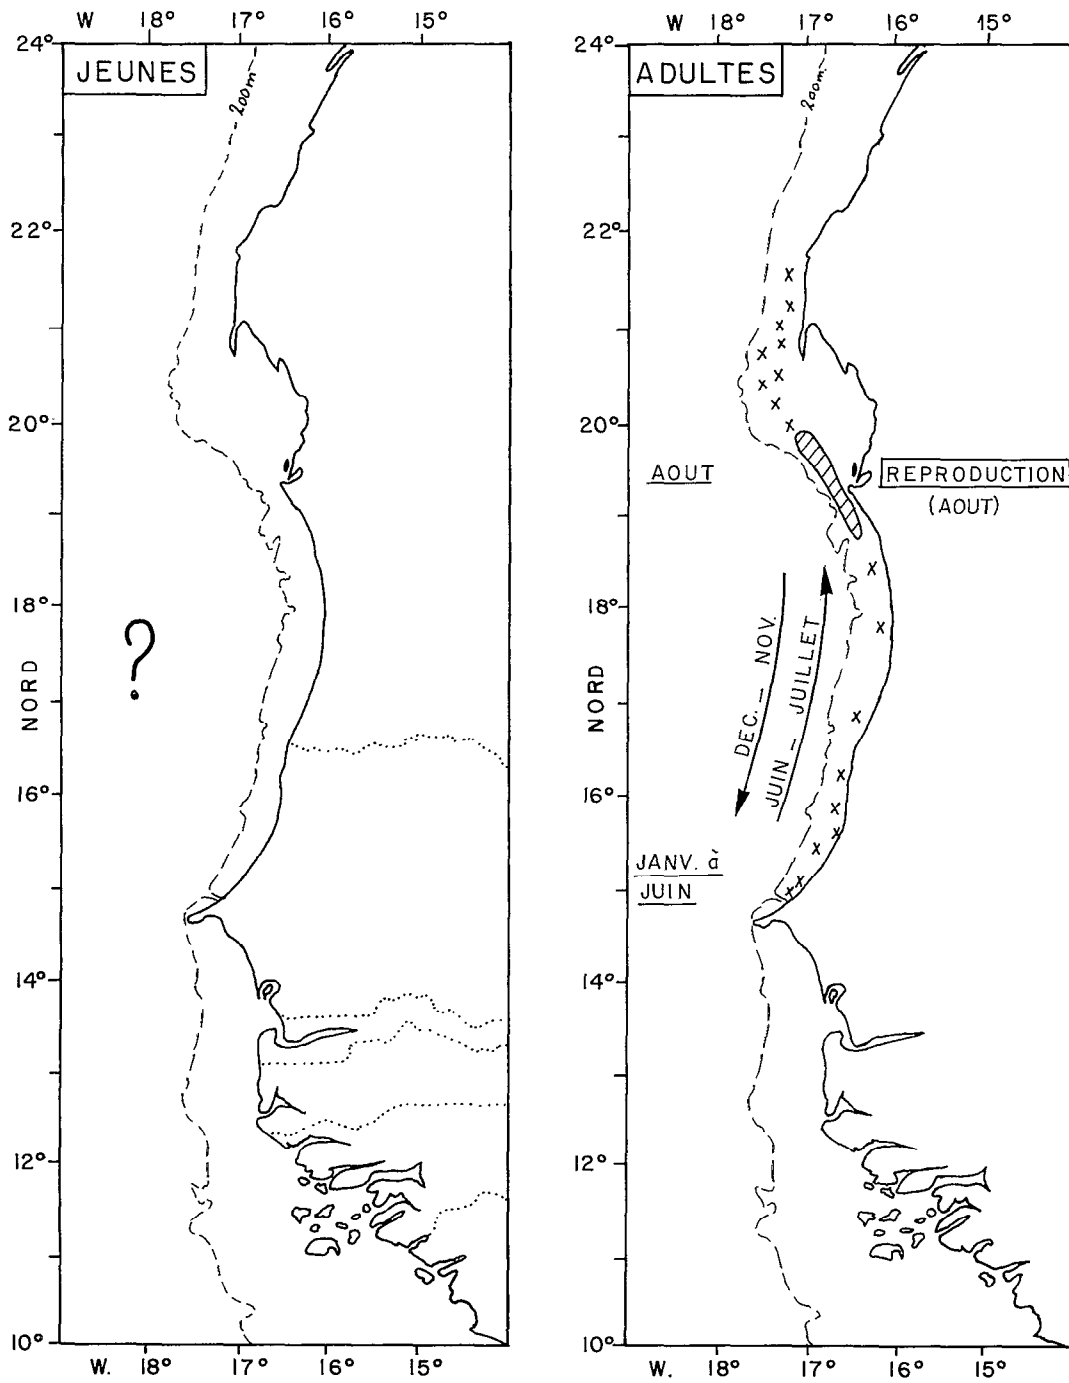 W 18° 17° 16° 15°
24°
JEUNES
200m
22°
20°
18°
?
NORD
16°
14°
12°
10°
W. 18° 17° 16° 15°
W. 18° 17° 16° 15°
24°
ADULTES
200m.
22°
20°
AOUT
REPRODUCTION
(AOUT)
18°
NORD
DEC. - NOV.
JUIN - JUILLET
16°
JANV. à
JUIN
14°
12°
10°
W. 18° 17° 16° 15°